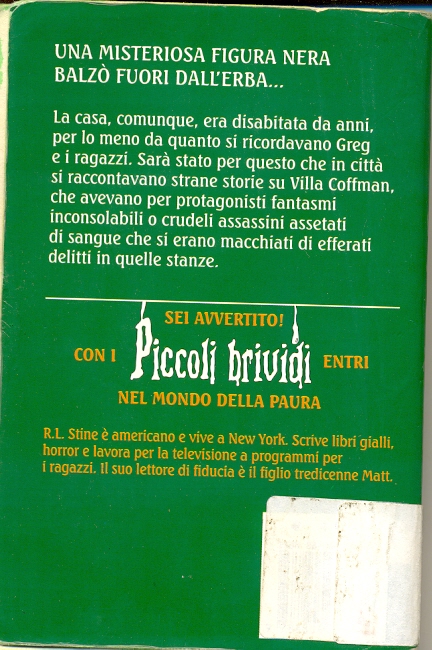 UNA MISTERIOSA FIGURA NERA
BALZÒ FUORI DALL'ERBA...
La casa, comunque, era disabitata da anni,
per lo meno da quanto si ricordavano Greg
e i ragazzi. Sarà stato per questo che in città
si raccontavano strane storie su Villa Coffman,
che avevano per protagonisti fantasmi
inconsolabili o crudeli assassini assetati
di sangue che si erano macchiati di efferati
delitti in quelle stanze.
SEI AVVERTITO!
CON I Piccoli brividi ENTRI
NEL MONDO DELLA PAURA
R.L. Stine è americano e vive a New York. Scrive libri gialli,
horror e lavora per la televisione a programmi per
i ragazzi. Il suo lettore di fiducia è il figlio tredicenne Matt.